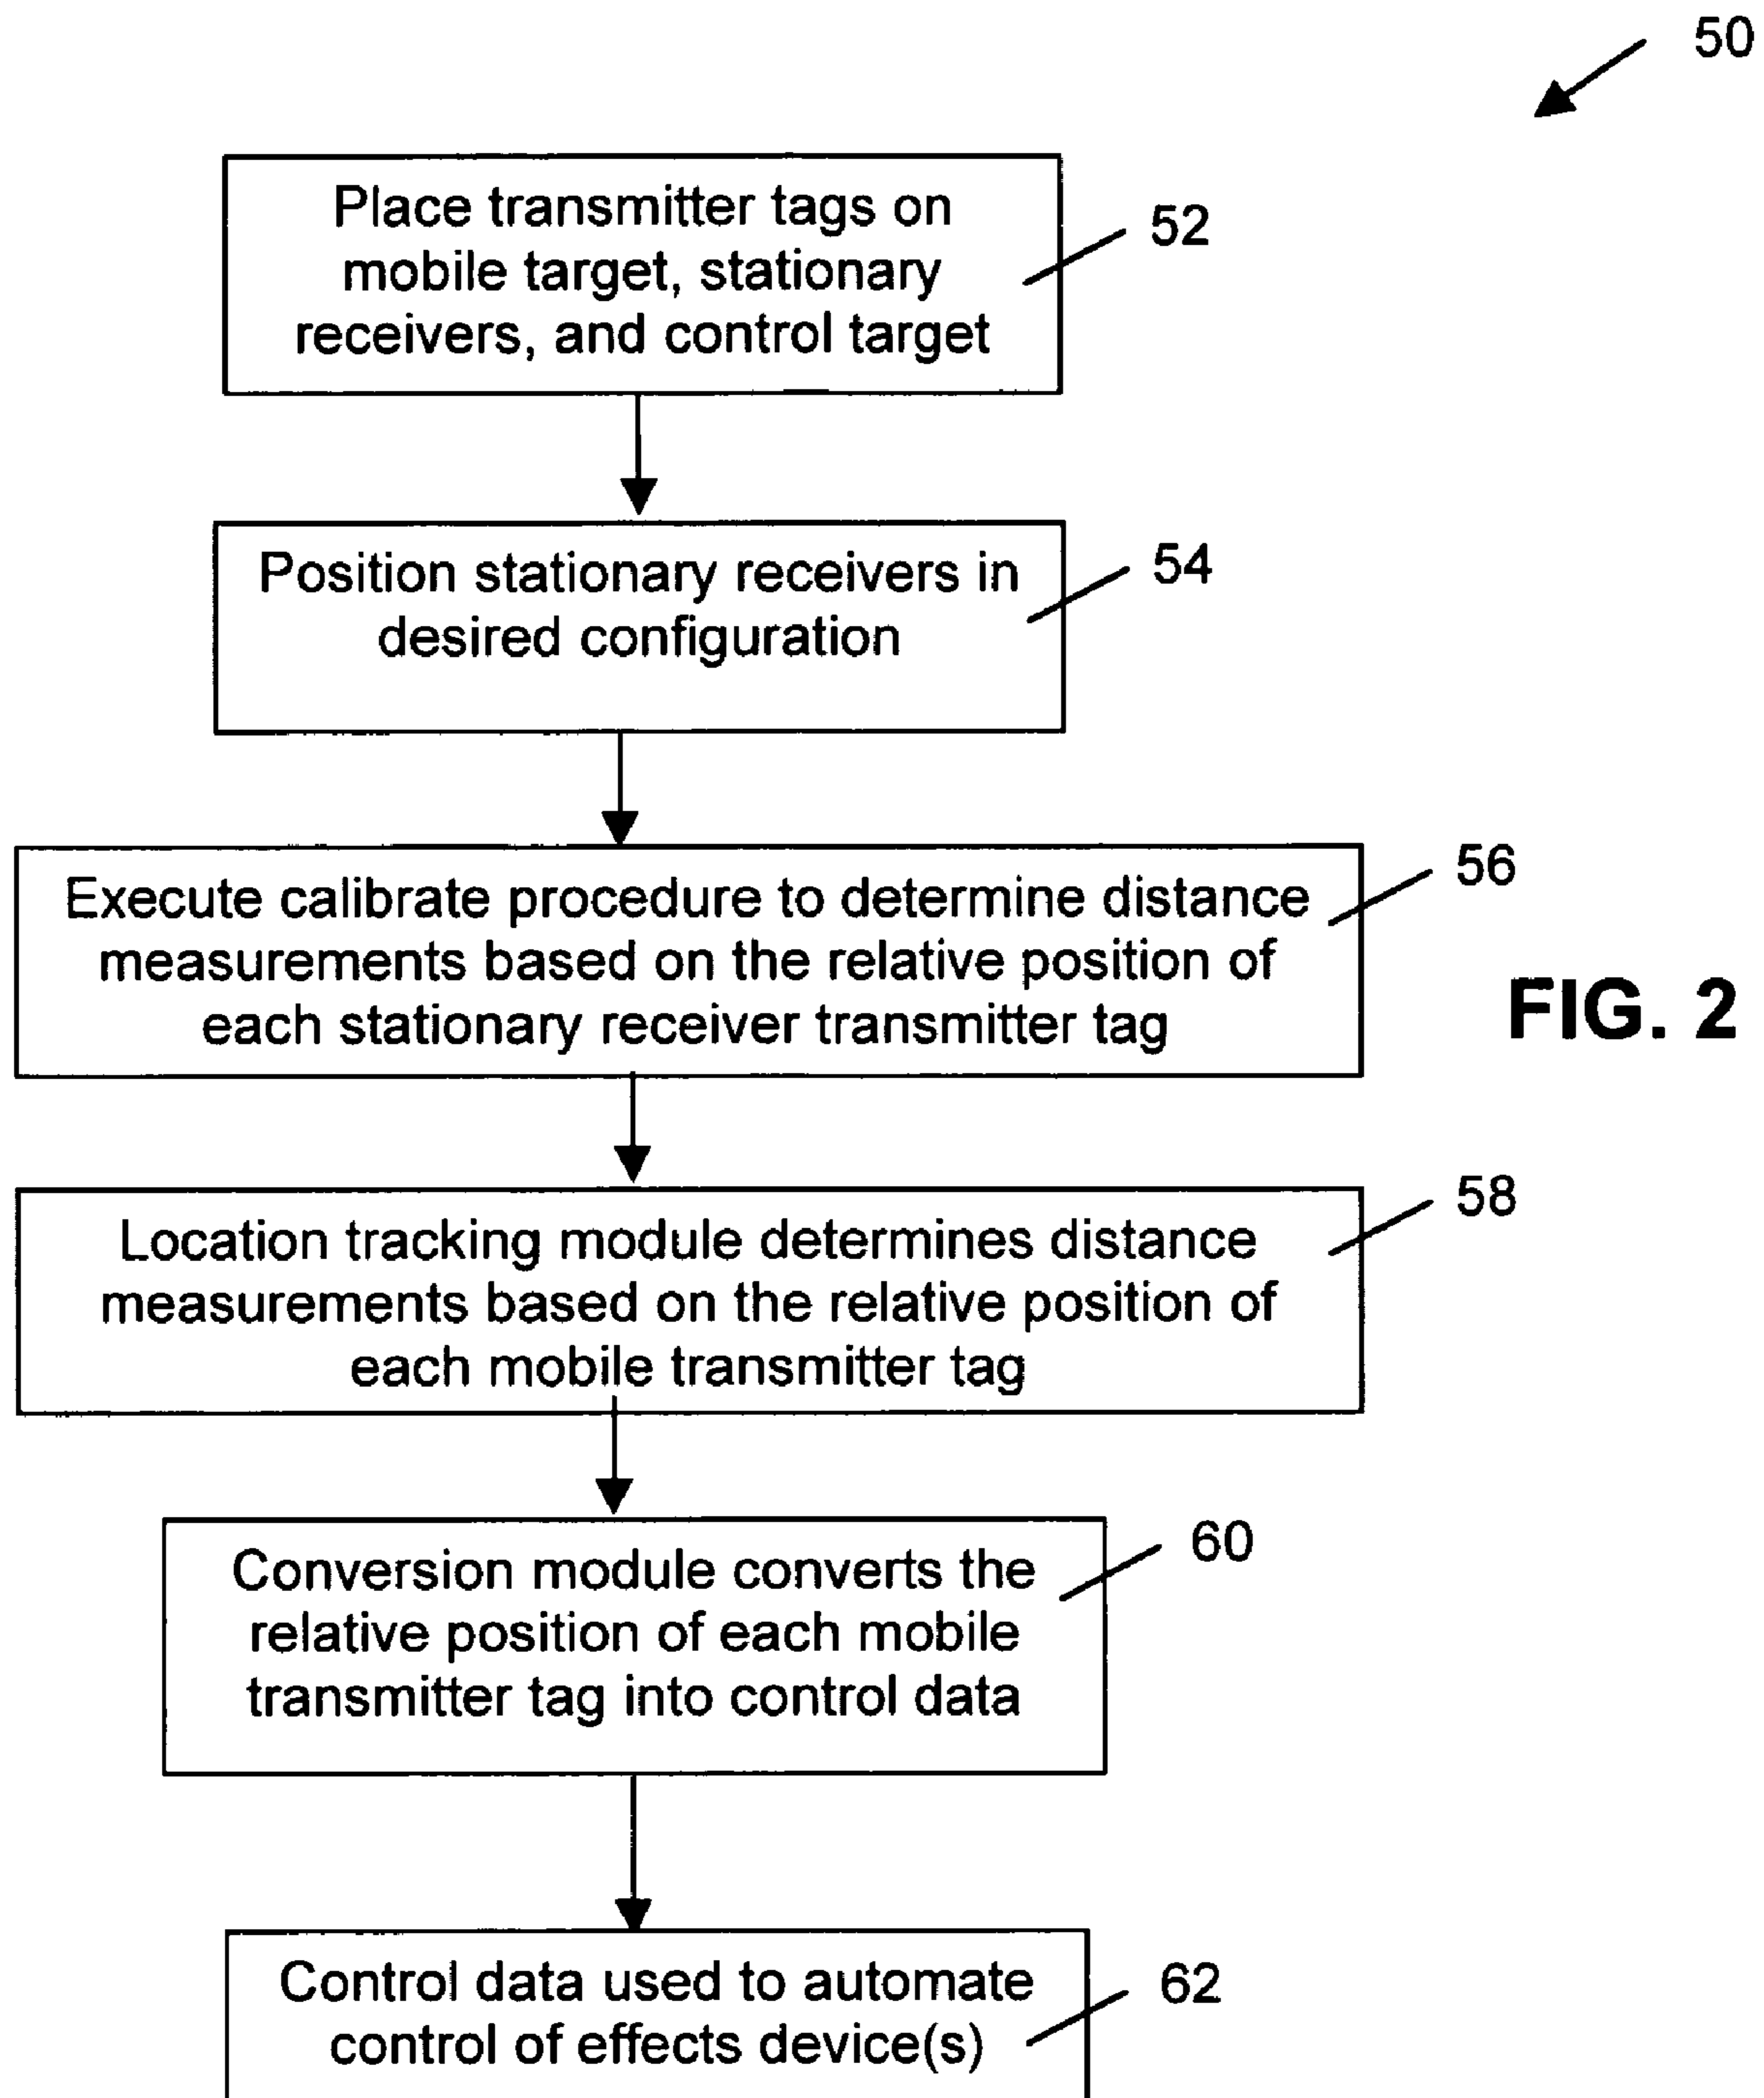 50
Place transmitter tags on
mobile target, stationary
receivers, and control target
52
Position stationary receivers in
desired configuration
54
Execute calibrate procedure to determine distance
measurements based on the relative position of
each stationary receiver transmitter tag
56
FIG. 2
Location tracking module determines distance
measurements based on the relative position of
each mobile transmitter tag
58
Conversion module converts the
relative position of each mobile
transmitter tag into control data
60
Control data used to automate
control of effects device(s)
62